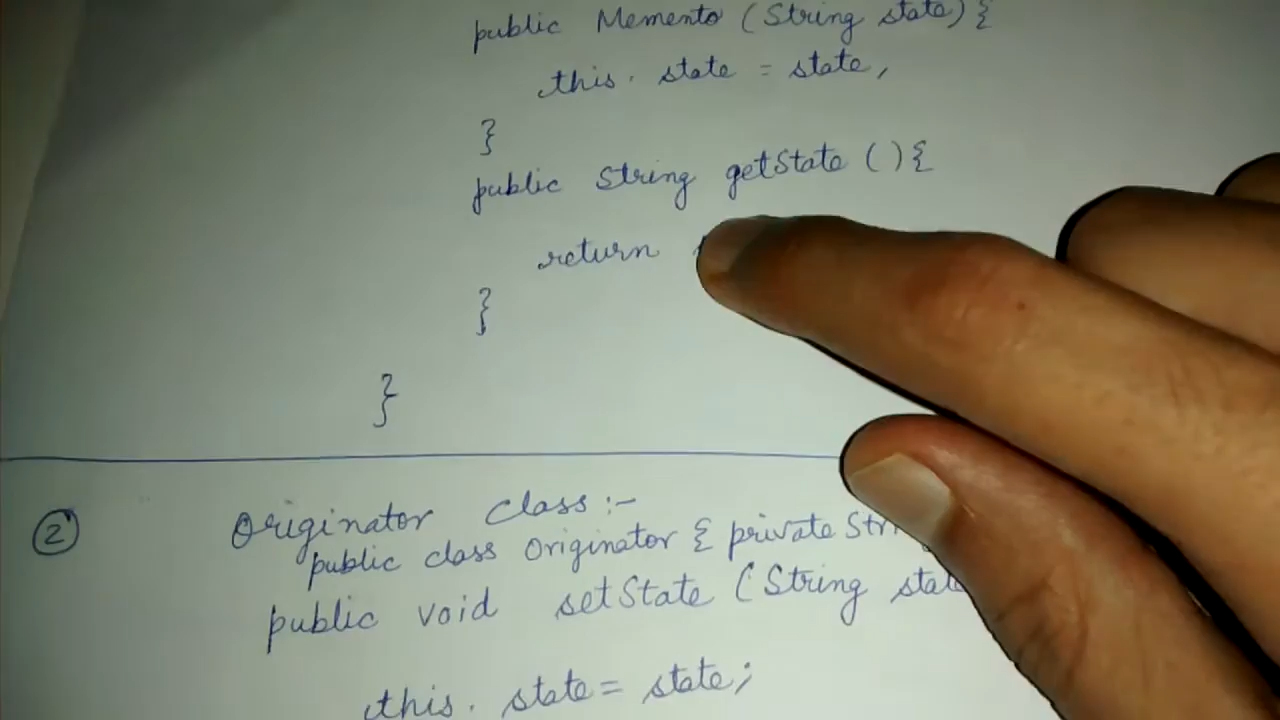 public Memento (String state) {
this. state = state,
}
public String getState () {
return
}
}
② Originator Class :-
public class Originator { private
public void setState (String
this. state = state;